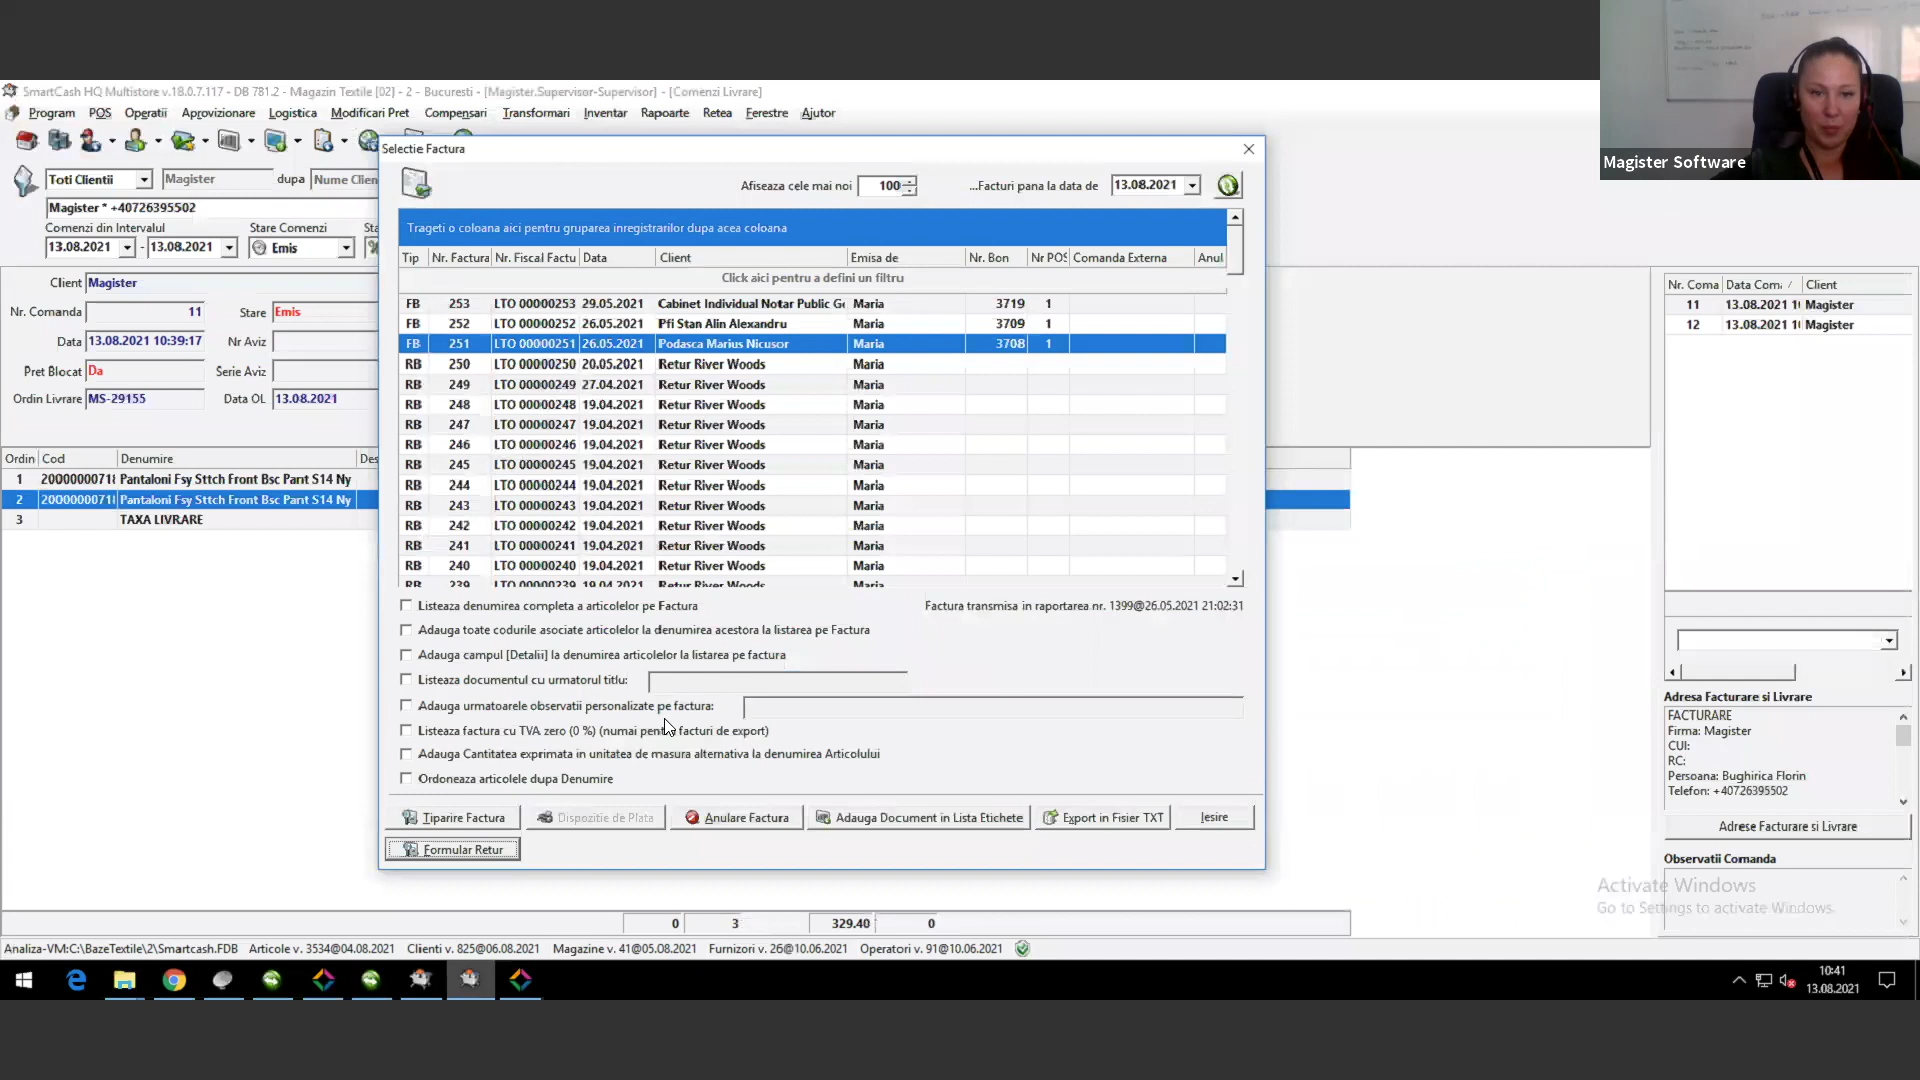 SmartCash HQ Multistore v.18.0.7.117 - DB 781.2 - Magazin Textile [02] - 2 - Bucuresti - [Magister.Supervisor-Supervisor] - [Comenzi Livrare]
Program POS Operatii Aprovizionare Logistica Modificari Pret Compensari Transformari Inventar Rapoarte Retea Ferestre Ajutor
Magister Software
Toti Clientii Magister dupa Nume Clien
Magister * +40726395502
Comenzi din Intervalul Stare Comenzi
13.08.2021 - 13.08.2021 Emis
Client Magister
Nr. Comanda 11 Stare Emis
Data 13.08.2021 10:39:17 Nr Aviz
Pret Blocat Da Serie Aviz
Ordin Livrare MS-29155 Data OL 13.08.2021
Ordin Cod Denumire Des
1 2000000071 Pantaloni Fsy Sttch Front Bsc Pant S14 Ny
2 2000000071 Pantaloni Fsy Sttch Front Bsc Pant S14 Ny
3 TAXA LIVRARE
Selectie Factura
Afiseaza cele mai noi 100 ...Facturi pana la data de 13.08.2021
Trageti o coloana aici pentru gruparea inregistrarilor dupa acea coloana
Tip Nr. Factura Nr. Fiscal Factu Data Client Emisa de Nr. Bon Nr POS Comanda Externa Anul
Click aici pentru a defini un filtru
FB 253 LTO 00000253 29.05.2021 Cabinet Individual Notar Public Ge Maria 3719 1
FB 252 LTO 00000252 26.05.2021 Pfi Stan Alin Alexandru Maria 3709 1
FB 251 LTO 00000251 26.05.2021 Podasca Marius Nicusor Maria 3708 1
RB 250 LTO 00000250 20.05.2021 Retur River Woods Maria
RB 249 LTO 00000249 27.04.2021 Retur River Woods Maria
RB 248 LTO 00000248 19.04.2021 Retur River Woods Maria
RB 247 LTO 00000247 19.04.2021 Retur River Woods Maria
RB 246 LTO 00000246 19.04.2021 Retur River Woods Maria
RB 245 LTO 00000245 19.04.2021 Retur River Woods Maria
RB 244 LTO 00000244 19.04.2021 Retur River Woods Maria
RB 243 LTO 00000243 19.04.2021 Retur River Woods Maria
RB 242 LTO 00000242 19.04.2021 Retur River Woods Maria
RB 241 LTO 00000241 19.04.2021 Retur River Woods Maria
RB 240 LTO 00000240 19.04.2021 Retur River Woods Maria
RB 239 LTO 00000239 19.04.2021 Retur River Woods Maria
Listeaza denumirea completa a articolelor pe Factura Factura transmisa in raportarea nr. 1399@26.05.2021 21:02:31
Adauga toate codurile asociate articolelor la denumirea acestora la listarea pe Factura
Adauga campul [Detalii] la denumirea articolelor la listarea pe factura
Listeaza documentul cu urmatorul titlu:
Adauga urmatoarele observatii personalizate pe factura:
Listeaza factura cu TVA zero (0 %) (numai facturi de export)
Adauga Cantitatea exprimata in unitatea de masura alternativa la denumirea Articolului
Ordoneaza articolele dupa Denumire
Tiparire Factura Dispozitie de Plata Anulare Factura Adauga Document in Lista Etichete Export in Fisier TXT Iesire
Formular Retur
Nr. Coma Data Com Client
11 13.08.2021 Magister
12 13.08.2021 Magister
Adresa Facturare si Livrare
FACTURARE
Firma: Magister
CUI:
RC:
Persoana: Bughirica Florin
Telefon: +40726395502
Adrese Facturare si Livrare
Observatii Comanda
Activate Windows
Go to Settings to activate Windows.
0 3 329.40 0
Analiza-VM:C:\BazeTextile\2\Smartcash.FDB Articole v. 3534@04.08.2021 Clienti v. 825@06.08.2021 Magazine v. 41@05.08.2021 Furnizori v. 26@10.06.2021 Operatori v. 91@10.06.2021
10:41
13.08.2021